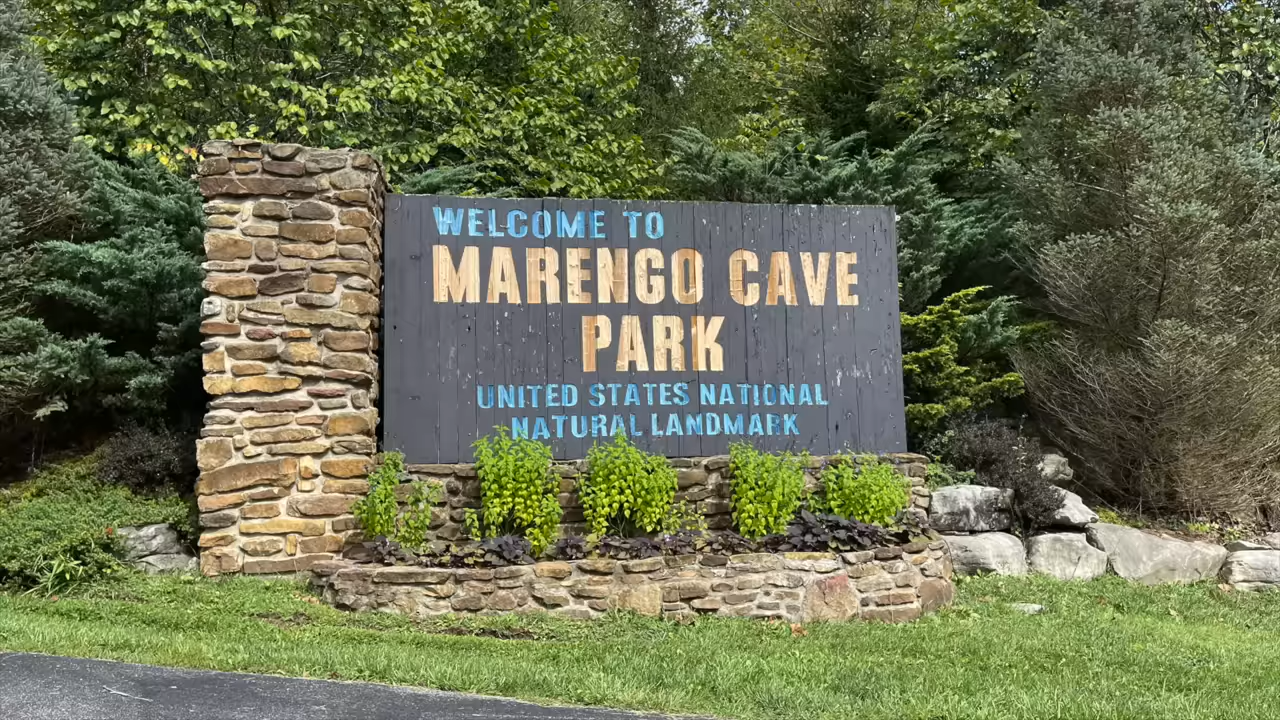 WELCOME TO
MARENGO CAVE
PARK
UNITED STATES NATIONAL
NATURAL LANDMARK